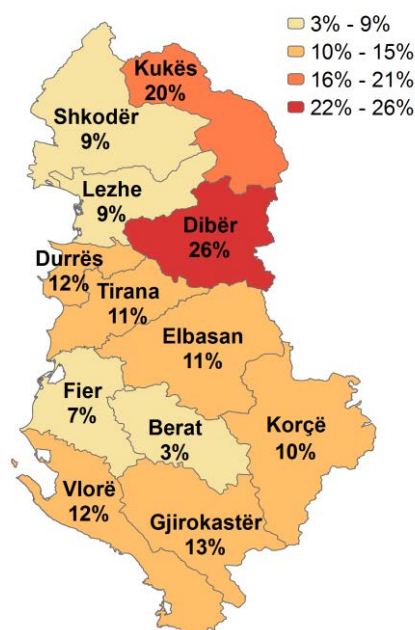 3% - 9%
10% - 15%
16% - 21%
22% - 26%
Kukës
20%
Shkodër
9%
Lezhe
9%
Dibër
26%
Durrës
12%
Tirana
11%
Elbasan
11%
Fier
7%
Berat
3%
Korçë
10%
Vlorë
12%
Gjirokastër
13%